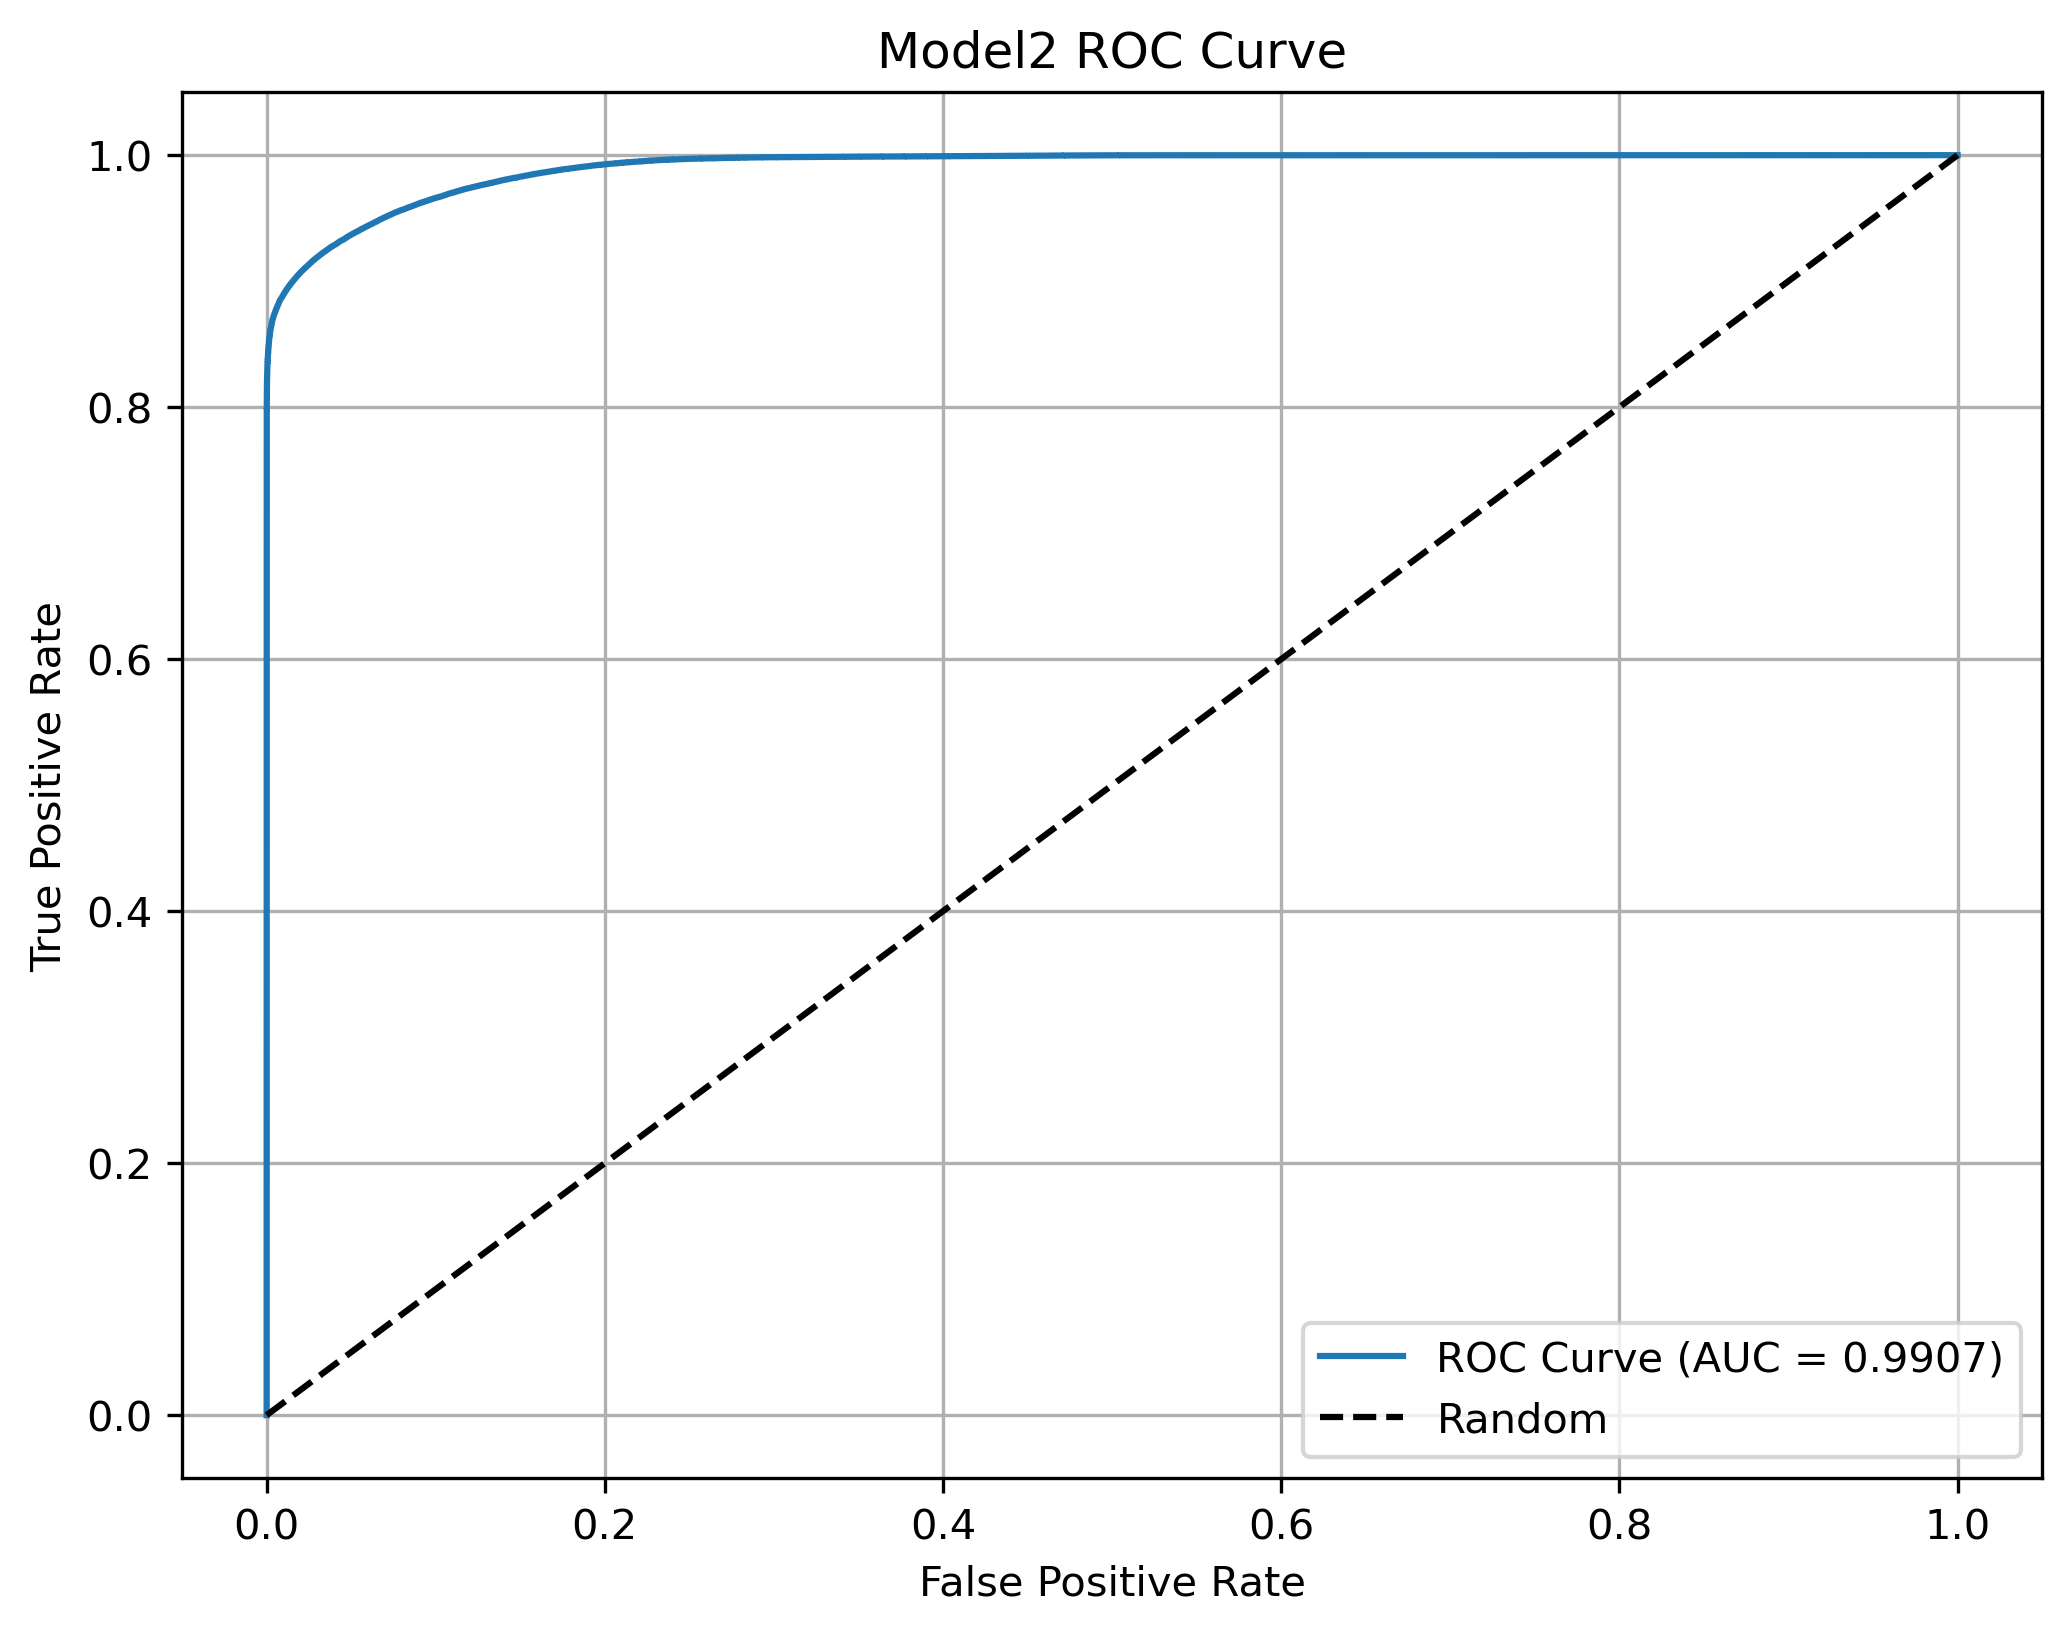 Model2 ROC Curve
True Positive Rate
1.0
0.8
0.6
0.4
0.2
0.0
ROC Curve (AUC = 0.9907)
Random
0.0 0.2 0.4 0.6 0.8 1.0
False Positive Rate